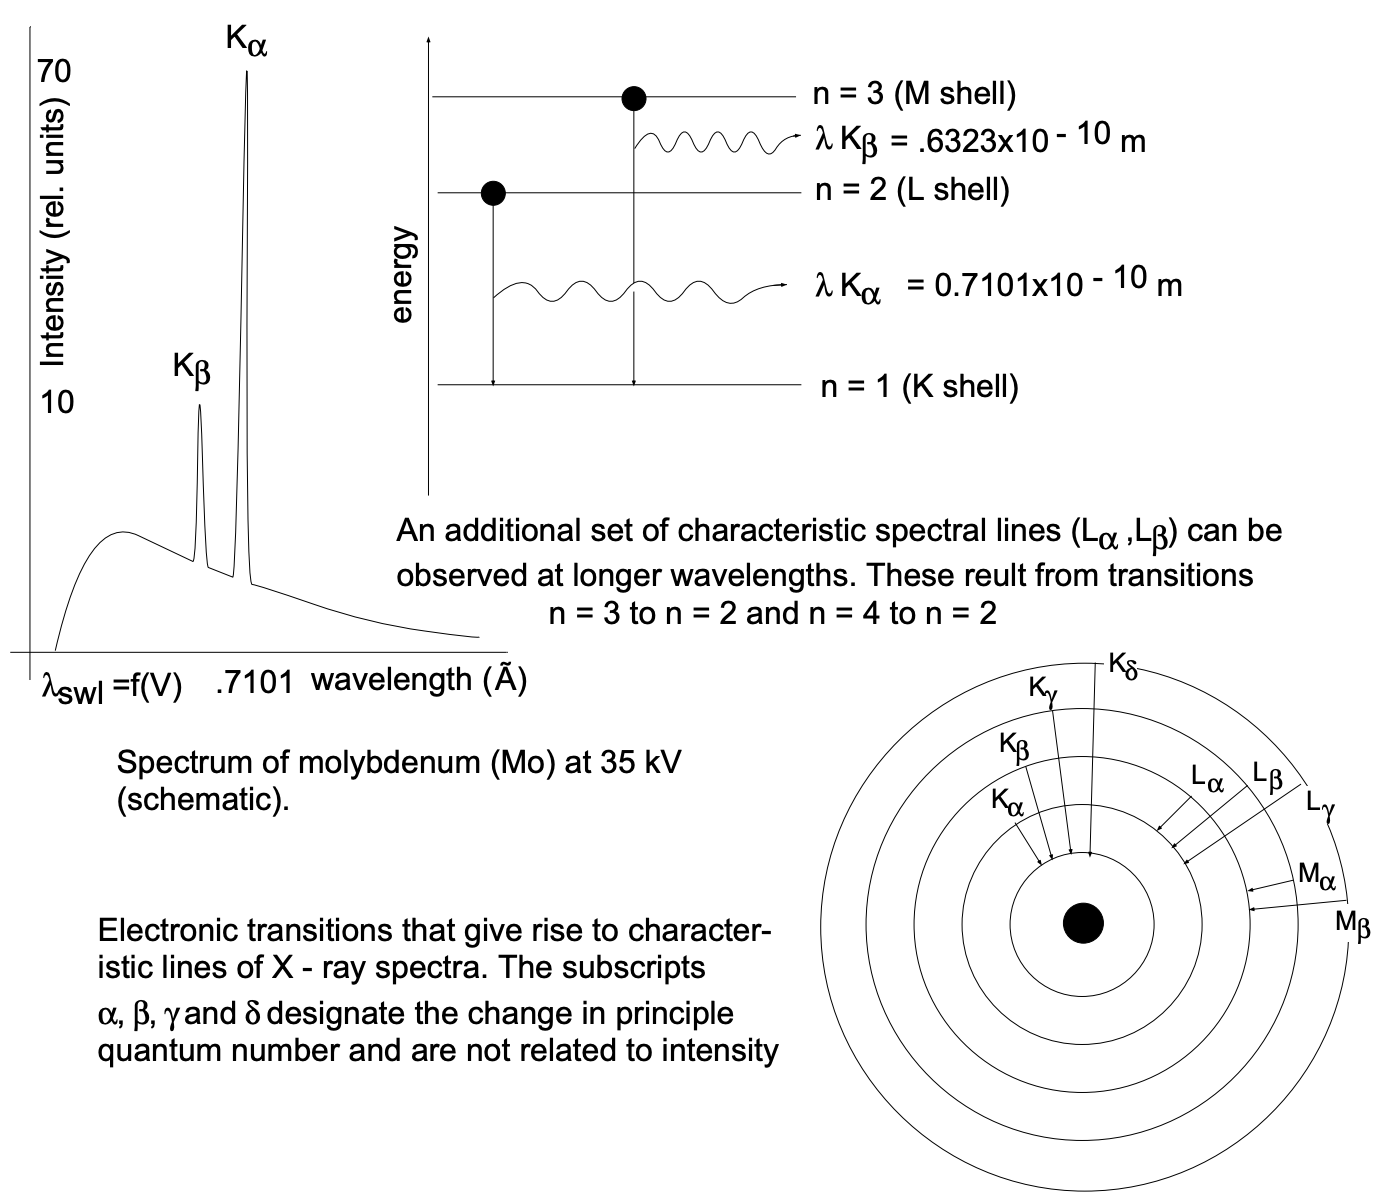 Kα
70
Intensity (rel. units)
Kβ
10
λswl =f(V) .7101 wavelength (Ã)
energy
n = 3 (M shell)
λ Kβ = .6323x10 - 10 m
n = 2 (L shell)
λ Kα = 0.7101x10 - 10 m
n = 1 (K shell)
An additional set of characteristic spectral lines (Lα ,Lβ) can be
observed at longer wavelengths. These reult from transitions
n = 3 to n = 2 and n = 4 to n = 2
Spectrum of molybdenum (Mo) at 35 kV
(schematic).
Kδ
Kγ
Kβ
Kα
Lα
Lβ
Lγ
Mα
Mβ
Electronic transitions that give rise to character-
istic lines of X - ray spectra. The subscripts
α, β, γ and δ designate the change in principle
quantum number and are not related to intensity